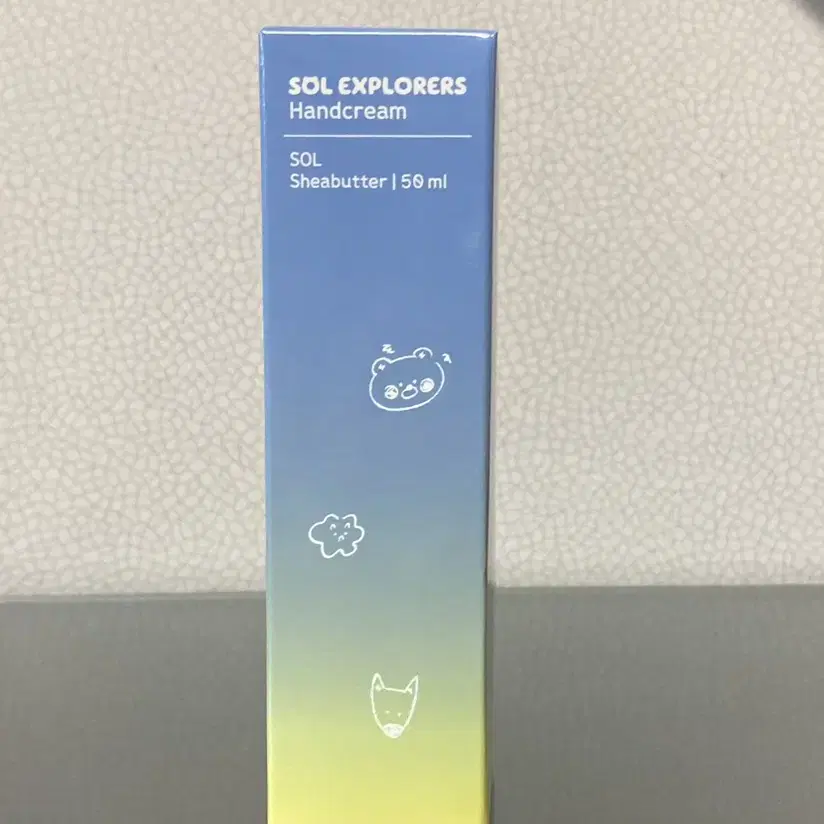 SOL EXPLORERS
Handcream
SOL
Sheabutter | 50 ml